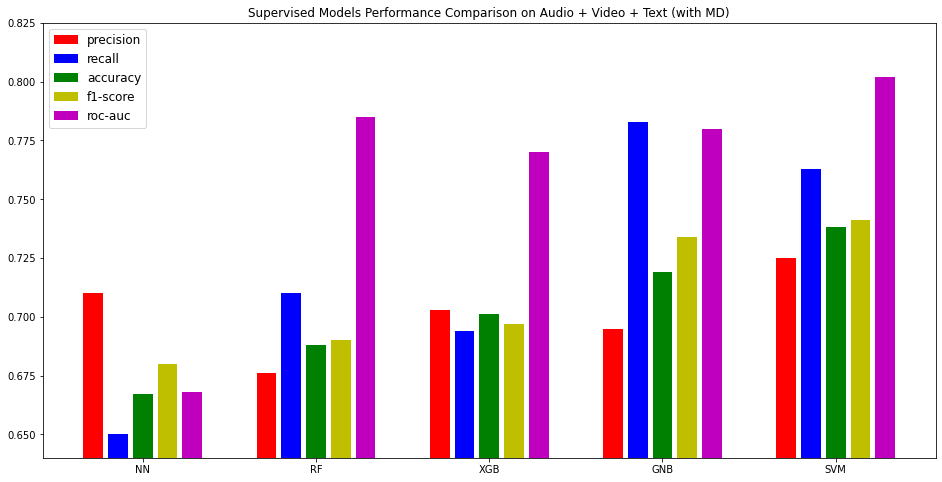 Supervised Models Performance Comparison on Audio + Video + Text (with MD)
0.825
0.800
0.775
0.750
0.725
0.700
0.675
0.650
precision
recall
accuracy
f1-score
roc-auc
NN RF XGB GNB SVM